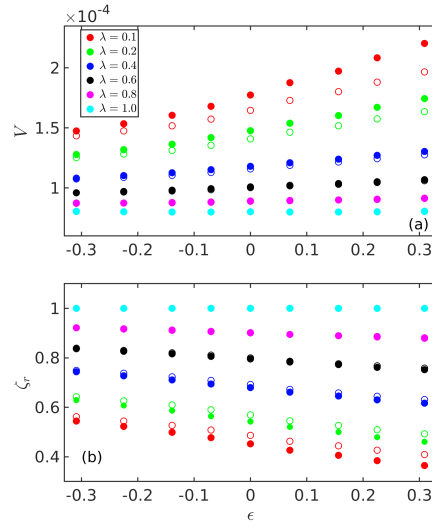 ×10⁻⁴
2
1.5
1
V
λ = 0.1
λ = 0.2
λ = 0.4
λ = 0.6
λ = 0.8
λ = 1.0
(a)
-0.3 -0.2 -0.1 0 0.1 0.2 0.3
1
0.8
0.6
0.4
ζᵣ
(b)
-0.3 -0.2 -0.1 0 0.1 0.2 0.3
ϵ